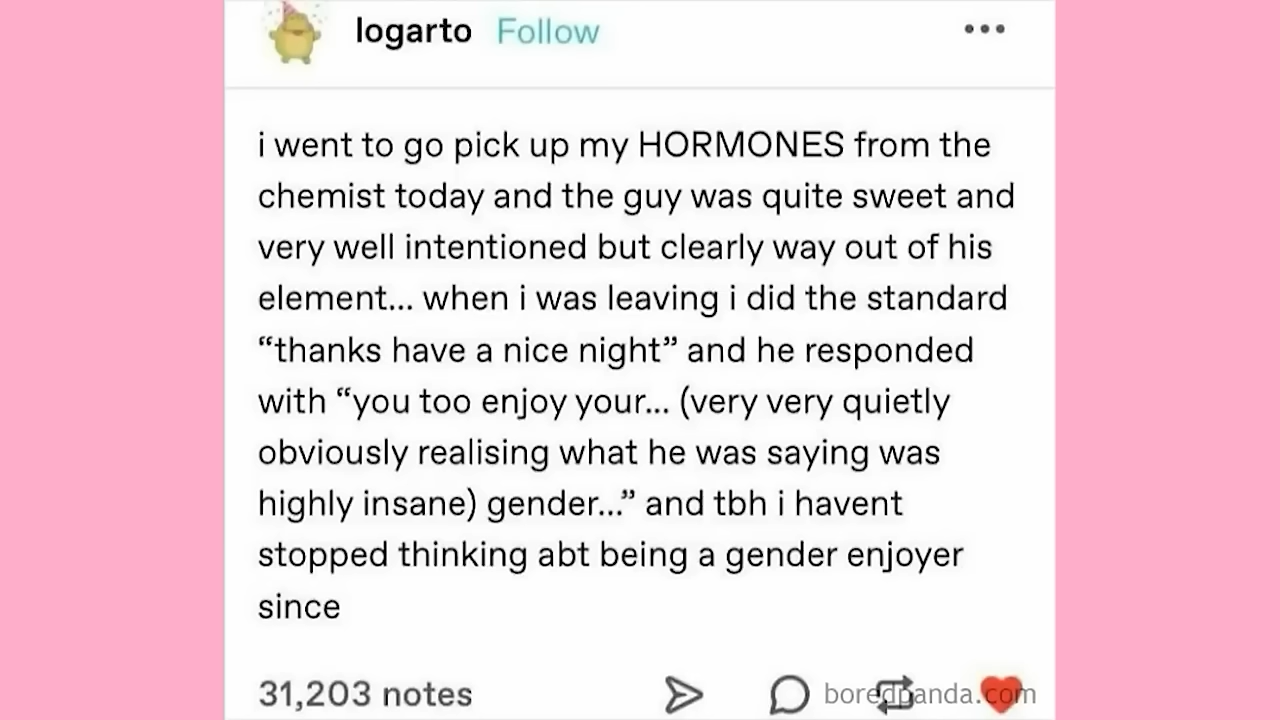 logarto Follow
i went to go pick up my HORMONES from the
chemist today and the guy was quite sweet and
very well intentioned but clearly way out of his
element... when i was leaving i did the standard
“thanks have a nice night” and he responded
with “you too enjoy your... (very very quietly
obviously realising what he was saying was
highly insane) gender...” and tbh i havent
stopped thinking abt being a gender enjoyer
since
31,203 notes
boredpanda.com